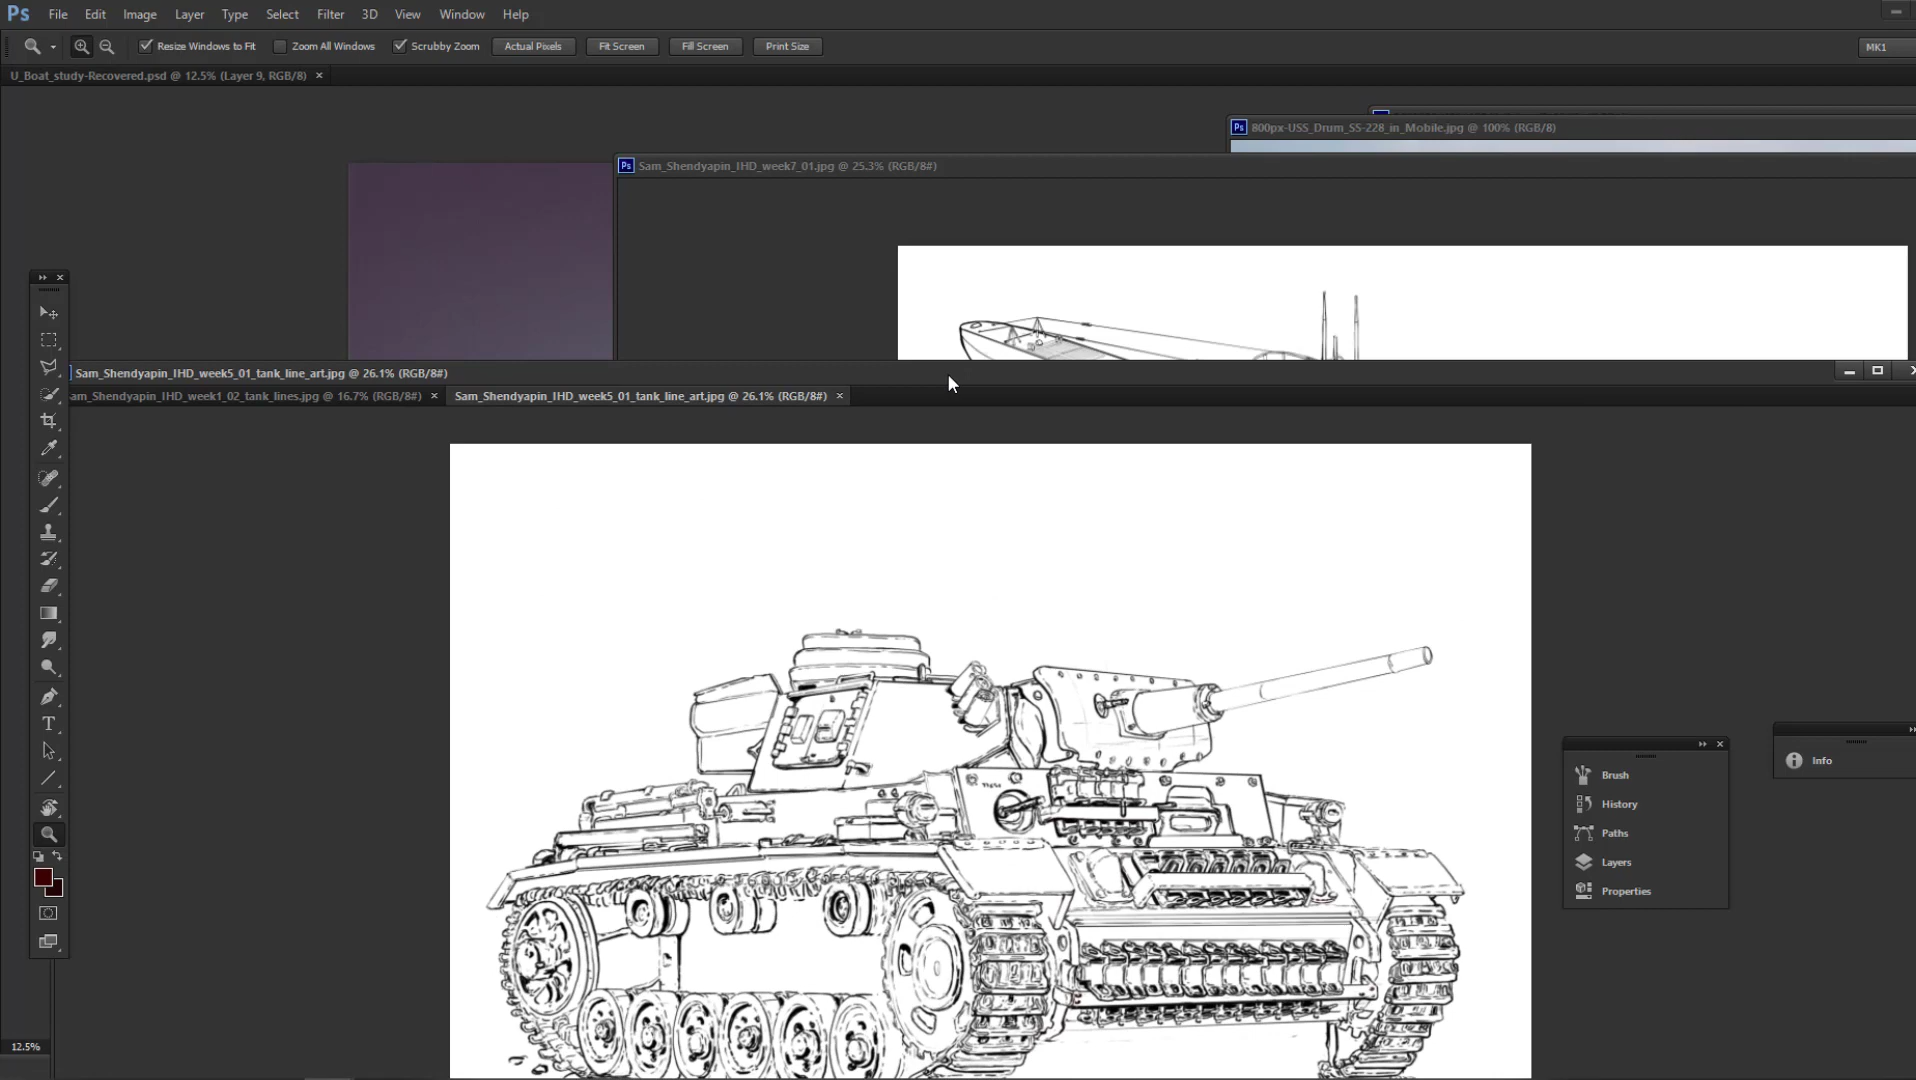 Ps File Edit Image Layer Type Select Filter 3D View Window Help
Resize Windows to Fit Zoom All Windows Scrubby Zoom Actual Pixels Fit Screen Fill Screen Print Size MK1
U_Boat_study-Recovered.psd @ 12.5% (Layer 9, RGB/8) ×
Ps 800px-USS_Drum_SS-228_in_Mobile.jpg @ 100% (RGB/8)
Ps Sam_Shendyapin_IHD_week7_01.jpg @ 25.3% (RGB/8#)
Sam_Shendyapin_IHD_week5_01_tank_line_art.jpg @ 26.1% (RGB/8#)
am_Shendyapin_IHD_week1_02_tank_lines.jpg @ 16.7% (RGB/8#) × Sam_Shendyapin_IHD_week5_01_tank_line_art.jpg @ 26.1% (RGB/8#) ×
Info
Brush
History
Paths
Layers
Properties
12.5%